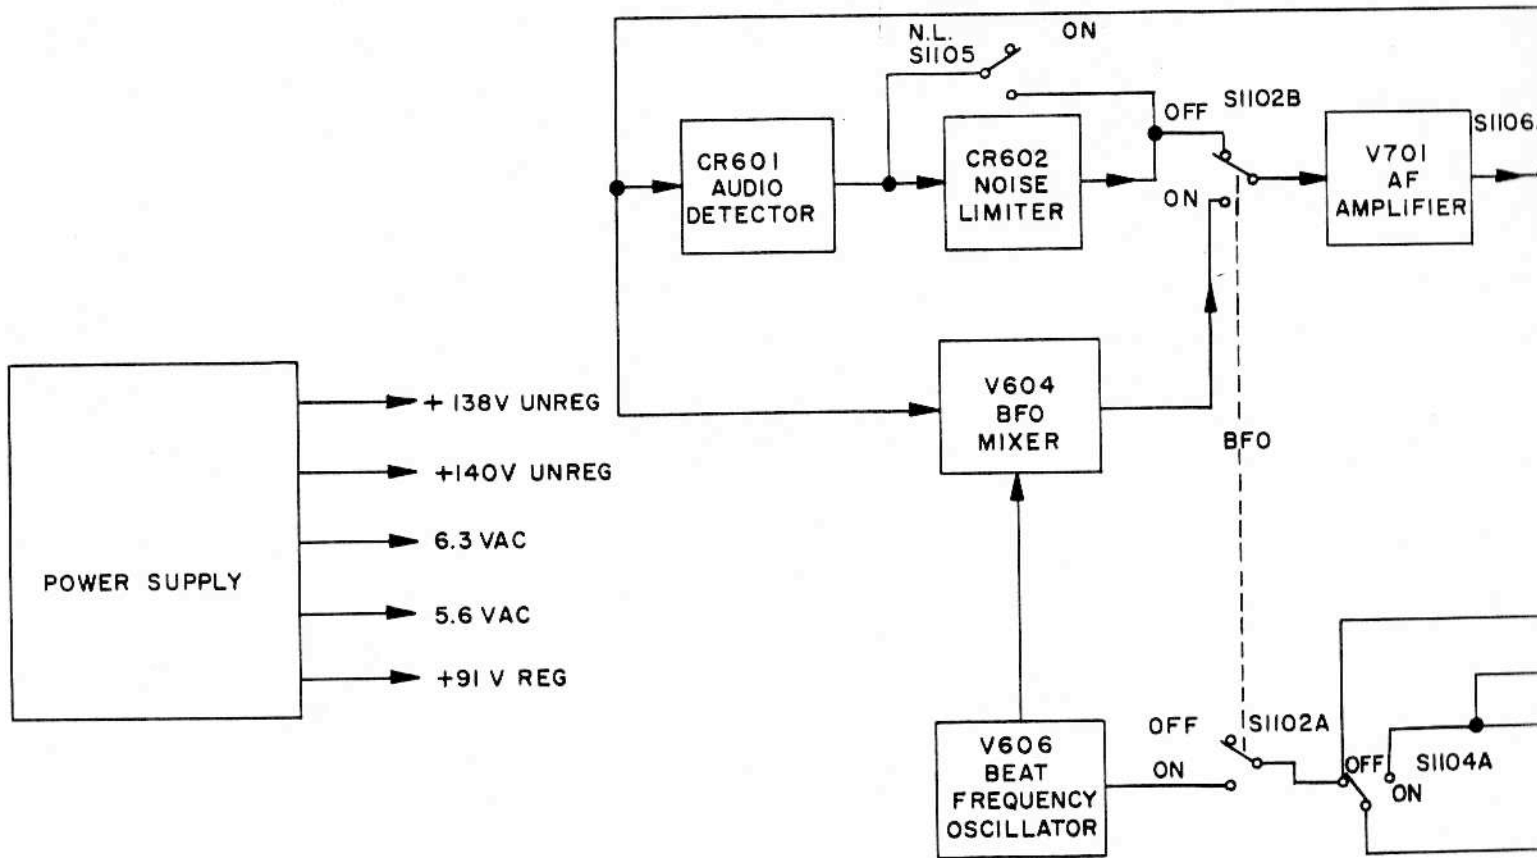 N.L.
S1105
ON
OFF
S1102B
S1106
CR601
AUDIO
DETECTOR
CR602
NOISE
LIMITER
ON
V701
AF
AMPLIFIER
+ 138V UNREG
+140V UNREG
6.3 VAC
5.6 VAC
+91 V REG
POWER SUPPLY
V604
BFO
MIXER
BFO
V606
BEAT
FREQUENCY
OSCILLATOR
OFF
S1102A
ON
OFF
S1104A
ON